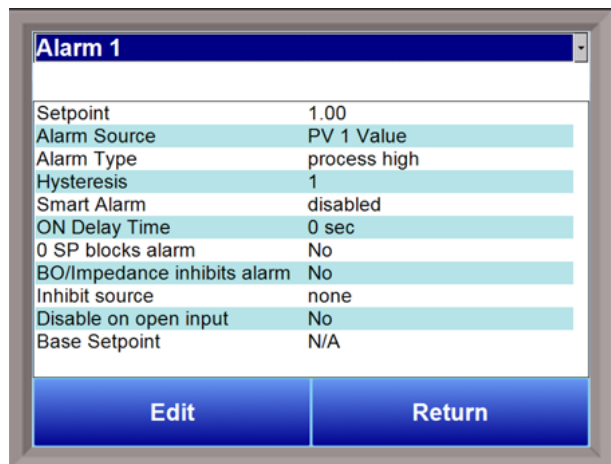 Alarm 1
Setpoint 1.00
Alarm Source PV 1 Value
Alarm Type process high
Hysteresis 1
Smart Alarm disabled
ON Delay Time 0 sec
0 SP blocks alarm No
BO/Impedance inhibits alarm No
Inhibit source none
Disable on open input No
Base Setpoint N/A
Edit Return